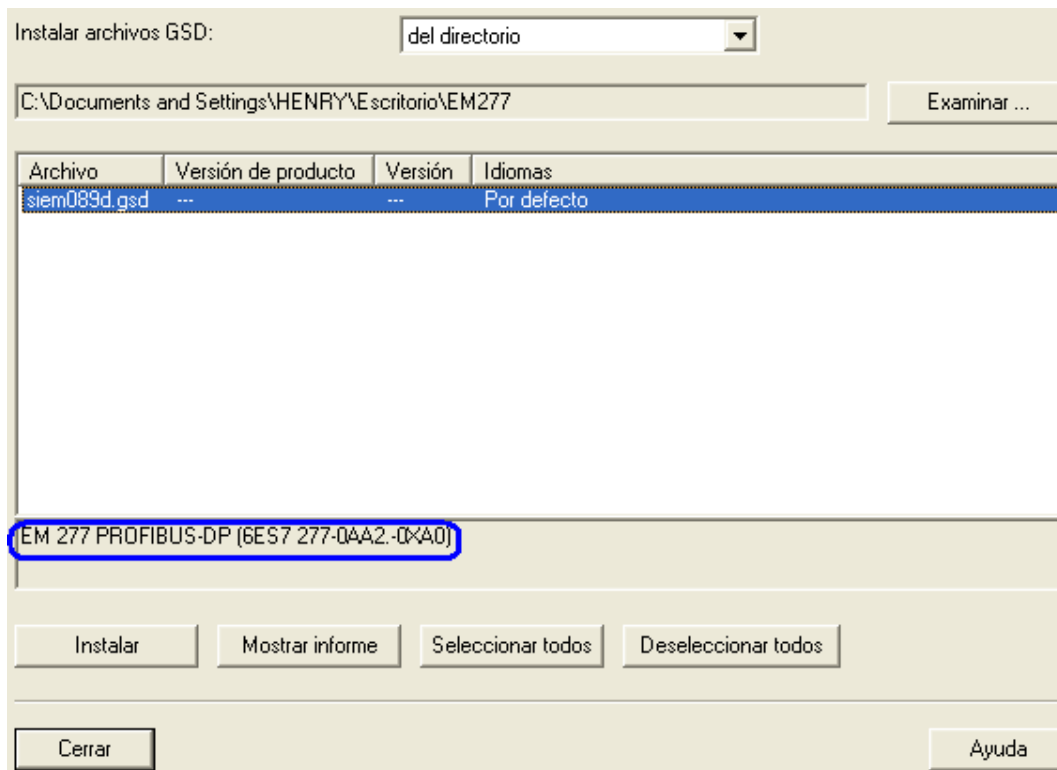 Instalar archivos GSD: del directorio
C:\Documents and Settings\HENRY\Escritorio\EM277 Examinar ...
Archivo Versión de producto Versión Idiomas
siem089d.gsd --- --- Por defecto
EM 277 PROFIBUS-DP (6ES7 277-0AA2.-0XA0)
Instalar Mostrar informe Seleccionar todos Deseleccionar todos
Cerrar Ayuda